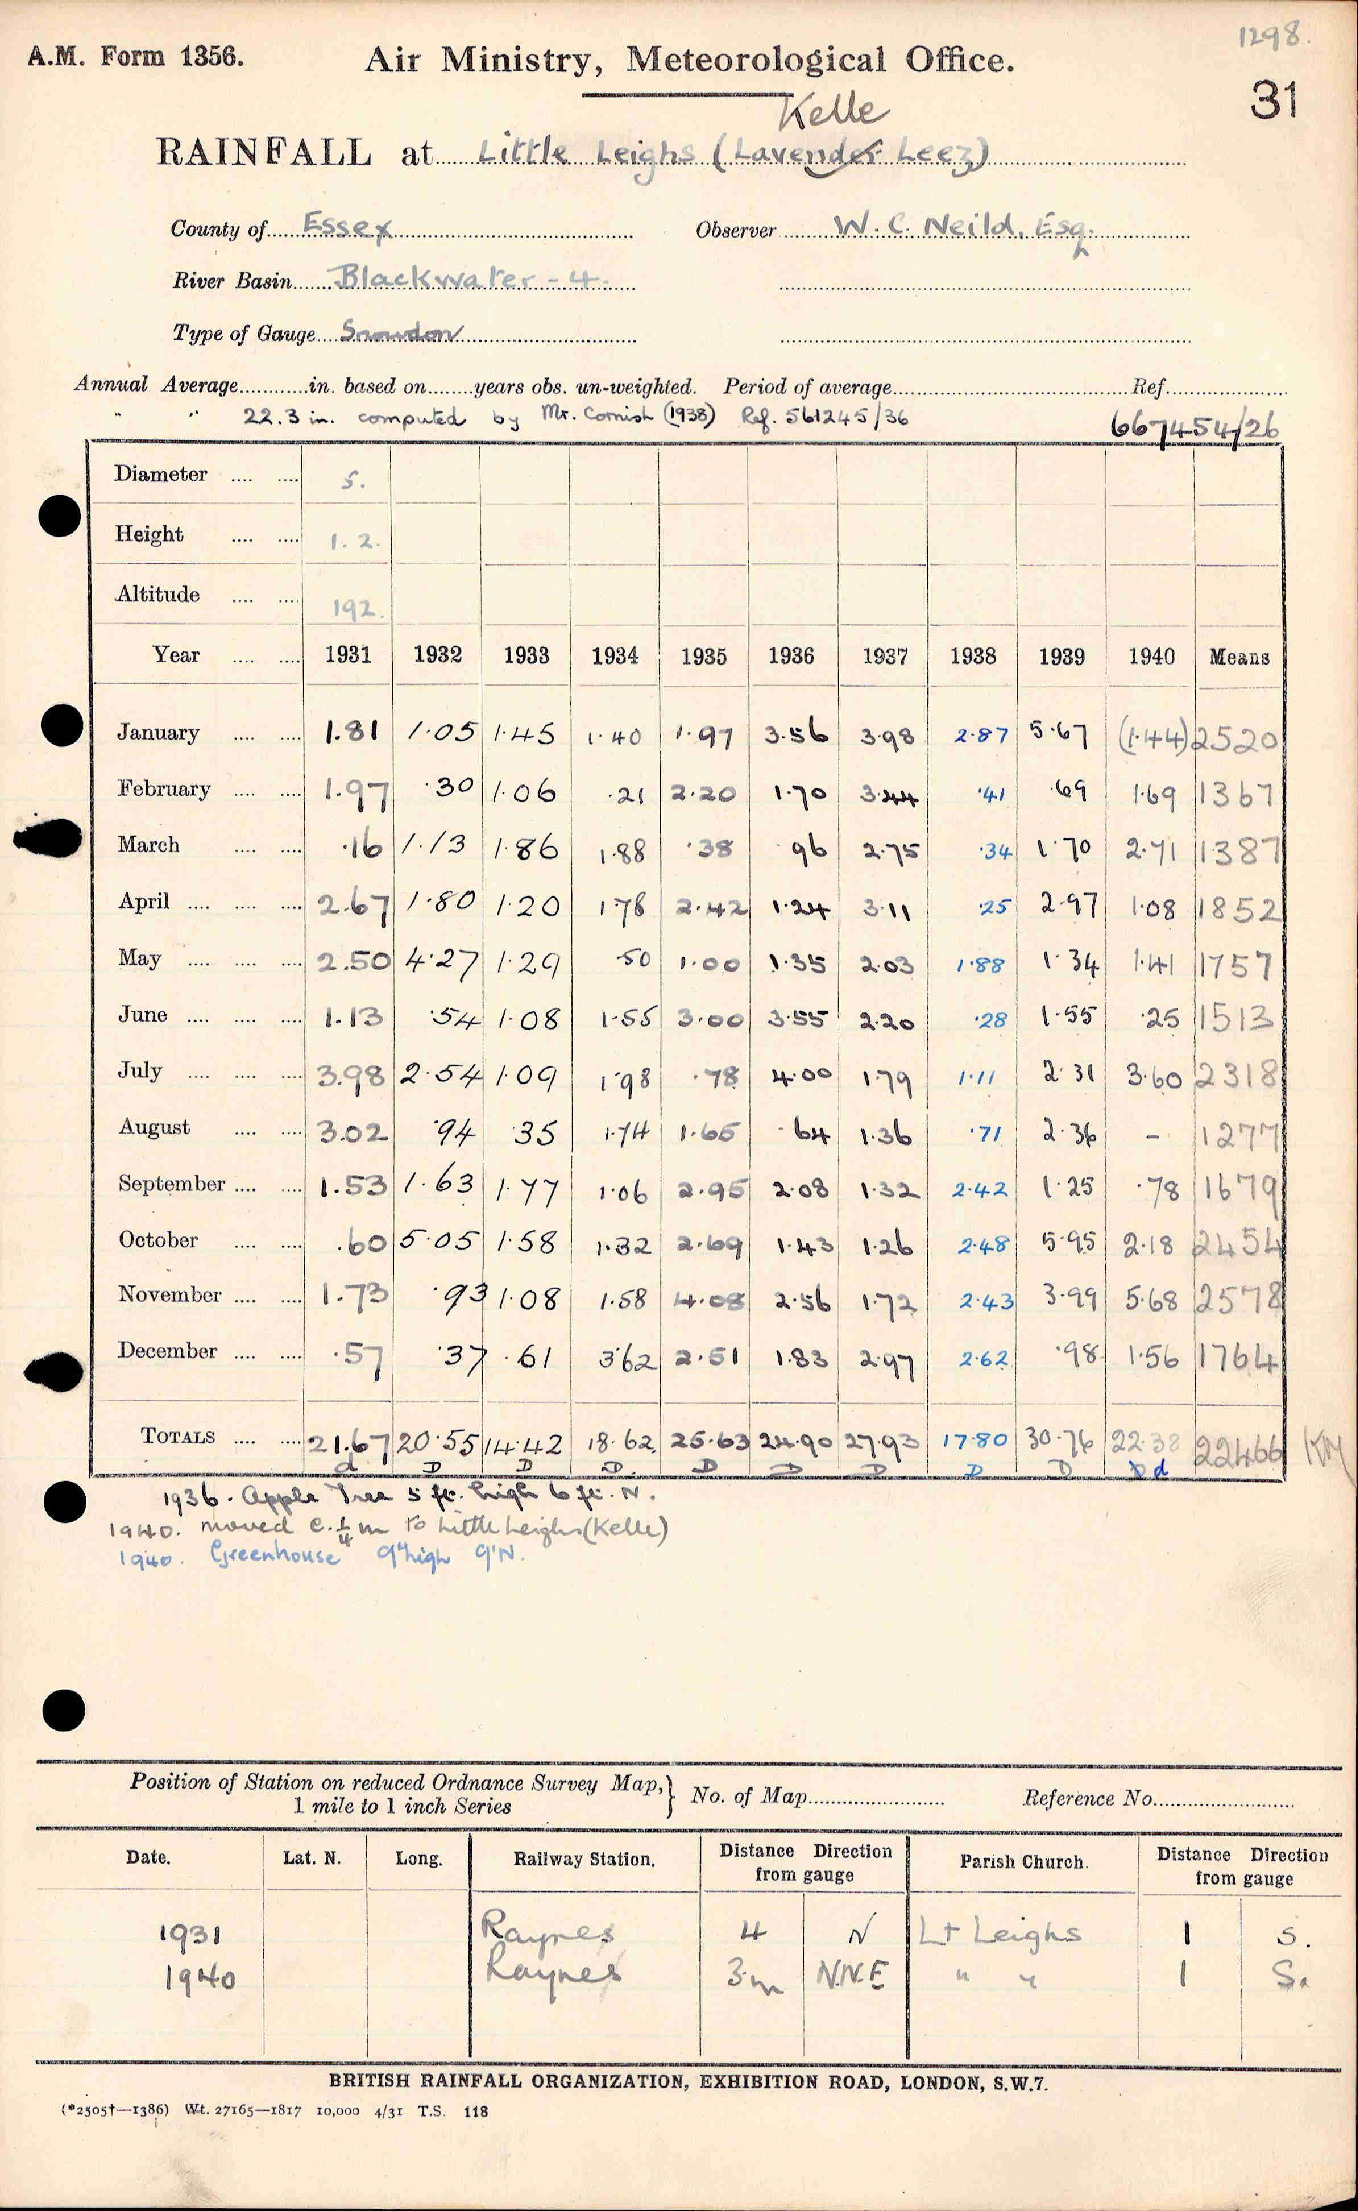 1298.
A.M. Form 1356. Air Ministry, Meteorological Office.
31
Kelle
RAINFALL at Little Leighs (Lavender Leez)
County of Essex Observer W. C. Neild, Esq.
River Basin Blackwater - 4.
Type of Gauge Snowdon
Annual Average in. based on years obs. un-weighted. Period of average Ref.
" " 22.3 in. computed by Mr. Cornish (1938) Ref. 561245/36 667454/26
Diameter 5.
Height 1.2.
Altitude 192.
Year 1931 1932 1933 1934 1935 1936 1937 1938 1939 1940 Means
January 1.81 1.05 1.45 1.40 1.97 3.56 3.98 2.87 5.67 (1.44) 2520
February 1.97 .30 1.06 .21 2.20 1.70 3.44 .41 .69 1.69 1367
March .16 1.13 1.86 1.88 .38 96 2.75 .34 1.70 2.71 1387
April 2.67 1.80 1.20 1.78 2.42 1.24 3.11 .25 2.97 1.08 1852
May 2.50 4.27 1.29 .50 1.00 1.35 2.03 1.88 1.34 1.41 1757
June 1.13 .54 1.08 1.55 3.00 3.55 2.20 .28 1.55 .25 1513
July 3.98 2.54 1.09 1.98 .78 4.00 1.79 1.11 2.31 3.60 2318
August 3.02 .94 .35 1.74 1.65 .64 1.36 .71 2.36 - 1277
September 1.53 1.63 1.77 1.06 2.95 2.08 1.32 2.42 1.25 .78 1679
October .60 5.05 1.58 1.32 2.69 1.43 1.26 2.48 5.95 2.18 2454
November 1.73 .93 1.08 1.58 4.08 2.56 1.72 2.43 3.99 5.68 2578
December .57 .37 .61 3.62 2.51 1.83 2.97 2.62 .98 1.56 1764
TOTALS 21.67 20.55 14.42 18.62 25.63 24.90 27.93 17.80 30.76 22.38 22466 KM
d D D D. D D D D D D d
1936. Apple Tree 5 ft. high 6 ft. N.
1940. moved c. 1/4 m to Little Leighs (Kelle)
1940. Greenhouse 9' high 9' N.
Position of Station on reduced Ordnance Survey Map, 1 mile to 1 inch Series } No. of Map Reference No.
Date. Lat. N. Long. Railway Station. Distance Direction from gauge Parish Church. Distance Direction from gauge
1931 Raynes 4 N Lt Leighs 1 S.
1940 Raynes 3m N.N.E " " 1 S.
BRITISH RAINFALL ORGANIZATION, EXHIBITION ROAD, LONDON, S.W.7.
(*2505†—1386) Wt. 27165—1817 10,000 4/31 T.S. 118